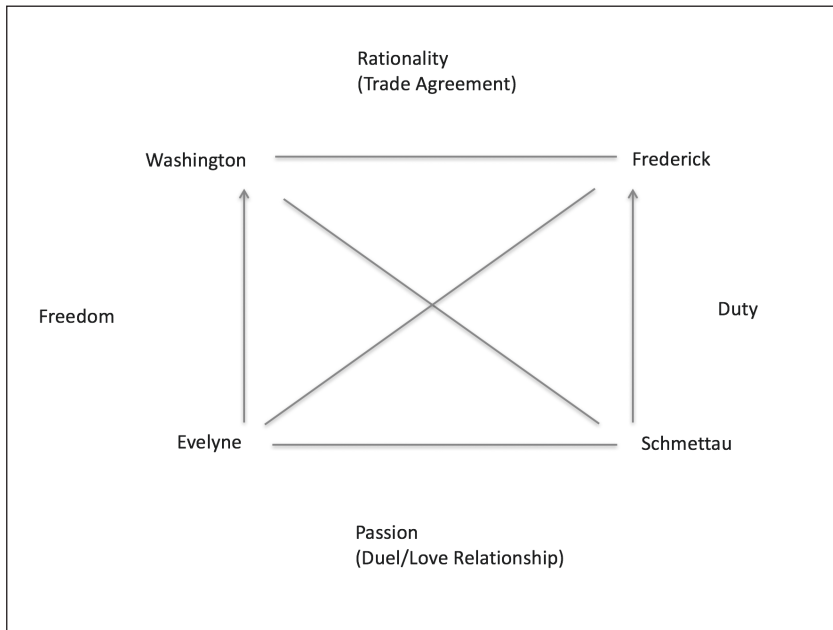 Rationality
(Trade Agreement)
Washington
Frederick
Freedom
Duty
Evelyne
Schmettau
Passion
(Duel/Love Relationship)